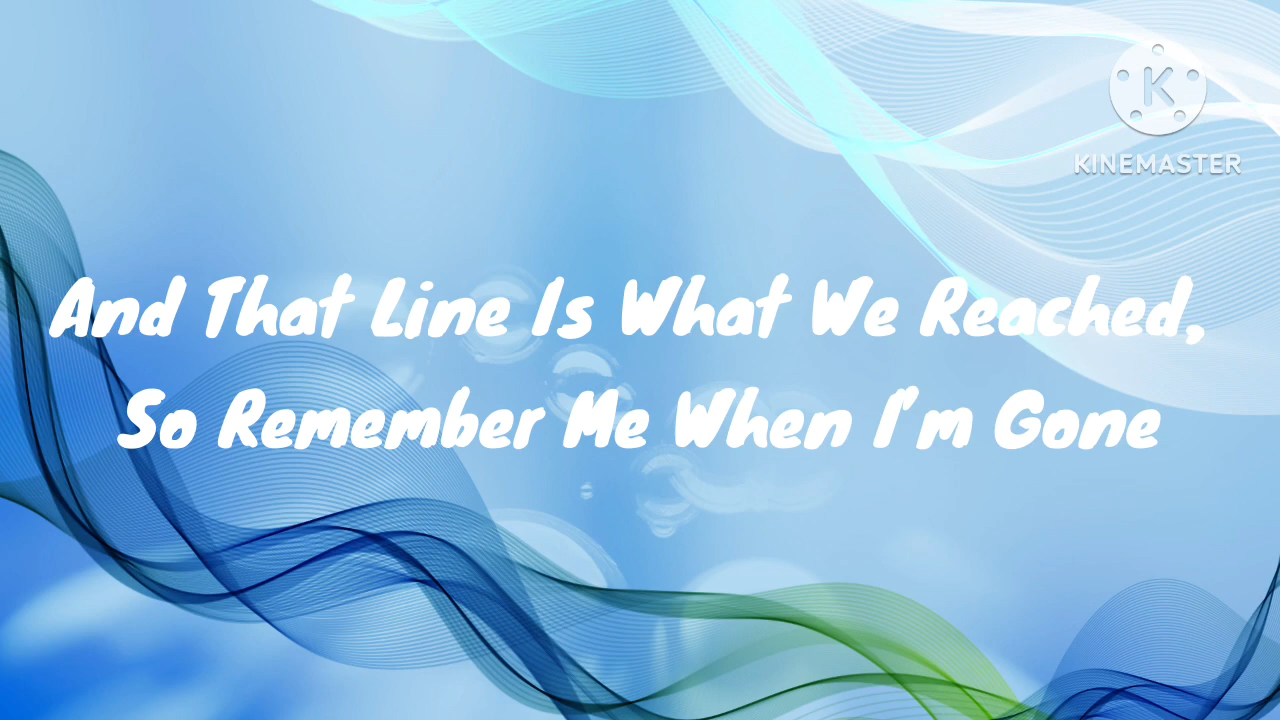 K
KINEMASTER
And That Line Is What We Reached,
So Remember Me When I'm Gone